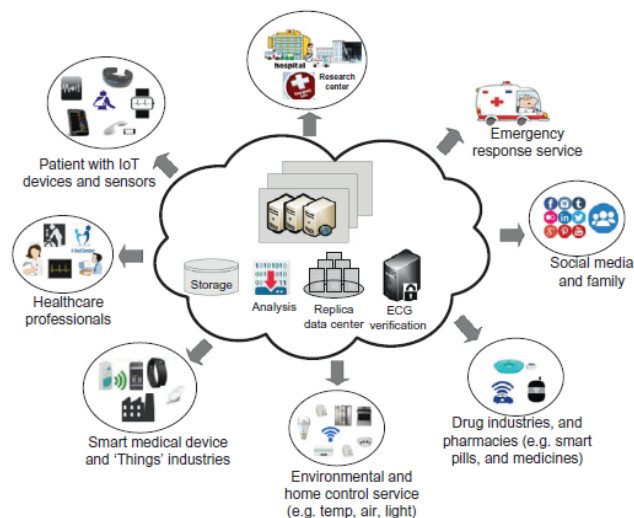 hospital
Research
center
Emergency
response service
Patient with IoT
devices and sensors
Social media
and family
Healthcare
professionals
Storage
Analysis
Replica
data center
ECG
verification
Smart medical device
and ‘Things’ industries
Environmental and
home control service
(e.g. temp, air, light)
Drug industries, and
pharmacies (e.g. smart
pills, and medicines)